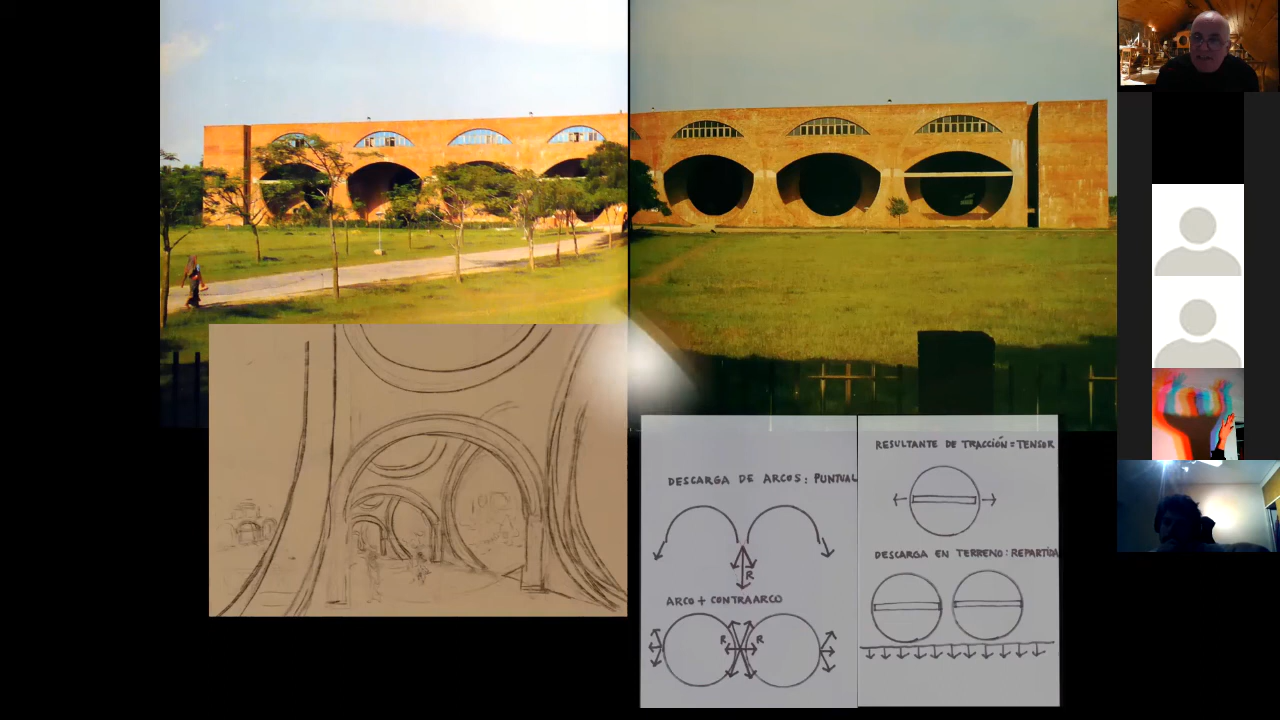 DESCARGA DE ARCOS: PUNTUAL
R
ARCO + CONTRAARCO
R
R
RESULTANTE DE TRACCIÓN = TENSOR
DESCARGA EN TERRENO: REPARTIDA